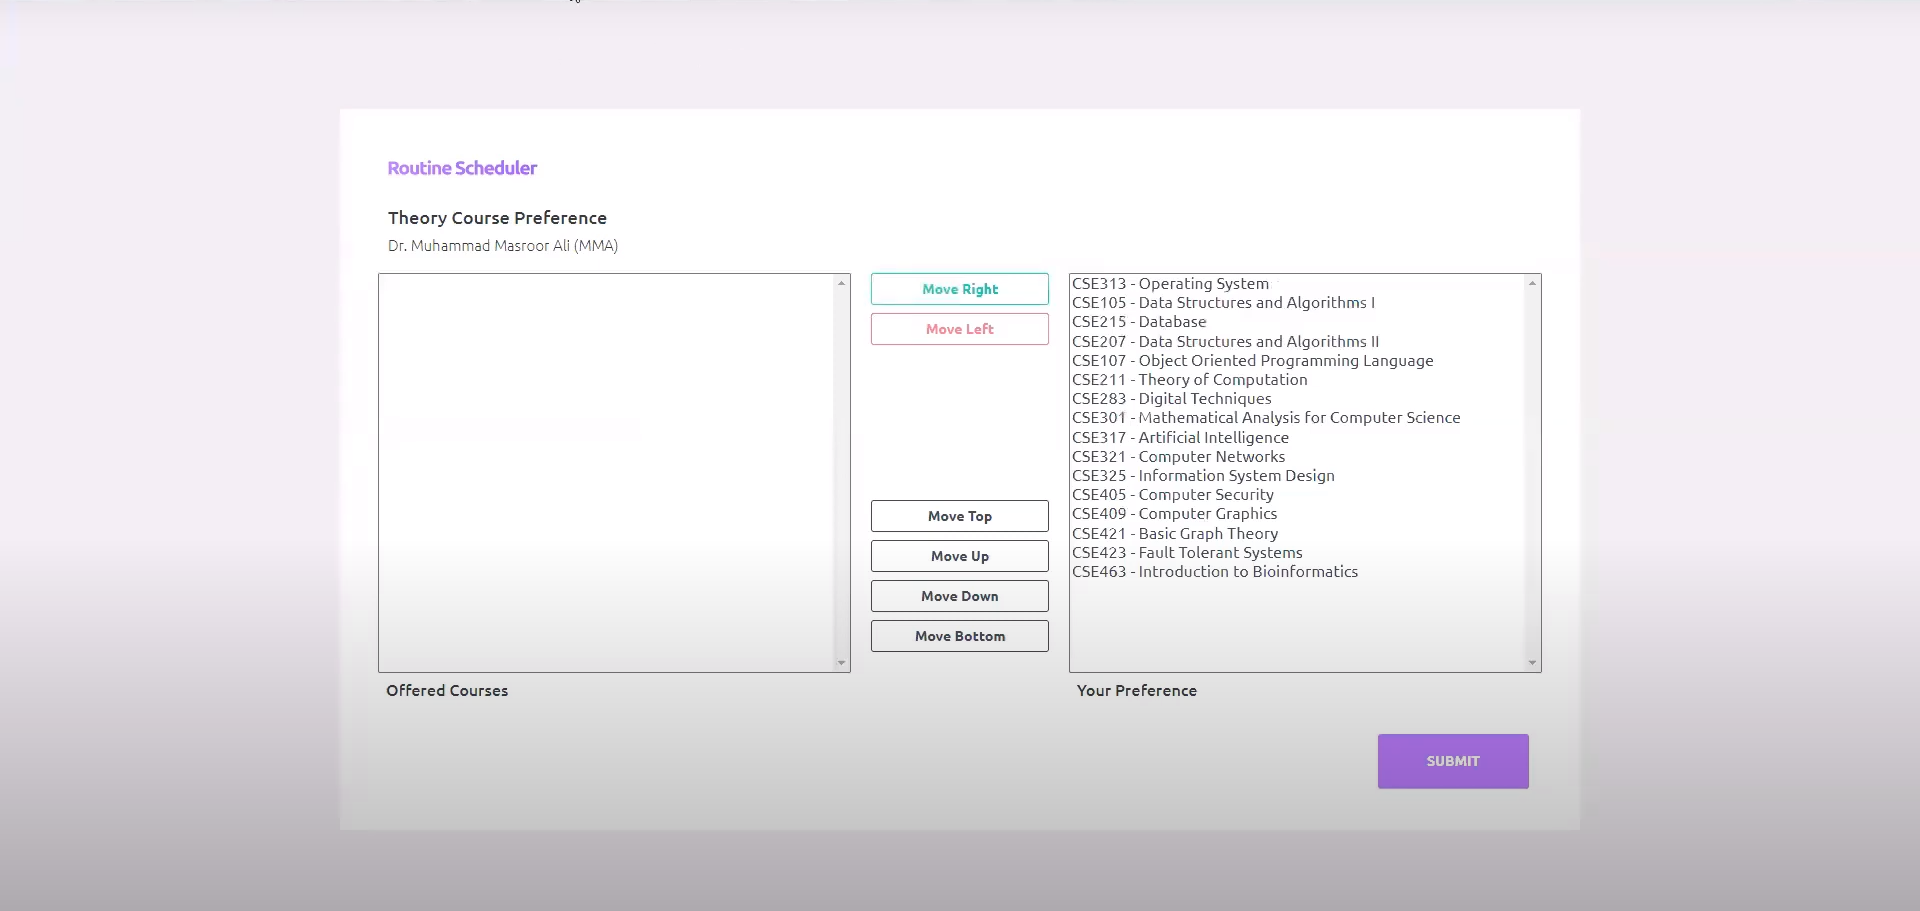 Routine Scheduler
Theory Course Preference
Dr. Muhammad Masroor Ali (MMA)
Move Right
Move Left
Move Top
Move Up
Move Down
Move Bottom
CSE313 - Operating System
CSE105 - Data Structures and Algorithms I
CSE215 - Database
CSE207 - Data Structures and Algorithms II
CSE107 - Object Oriented Programming Language
CSE211 - Theory of Computation
CSE283 - Digital Techniques
CSE301 - Mathematical Analysis for Computer Science
CSE317 - Artificial Intelligence
CSE321 - Computer Networks
CSE325 - Information System Design
CSE405 - Computer Security
CSE409 - Computer Graphics
CSE421 - Basic Graph Theory
CSE423 - Fault Tolerant Systems
CSE463 - Introduction to Bioinformatics
Offered Courses
Your Preference
SUBMIT